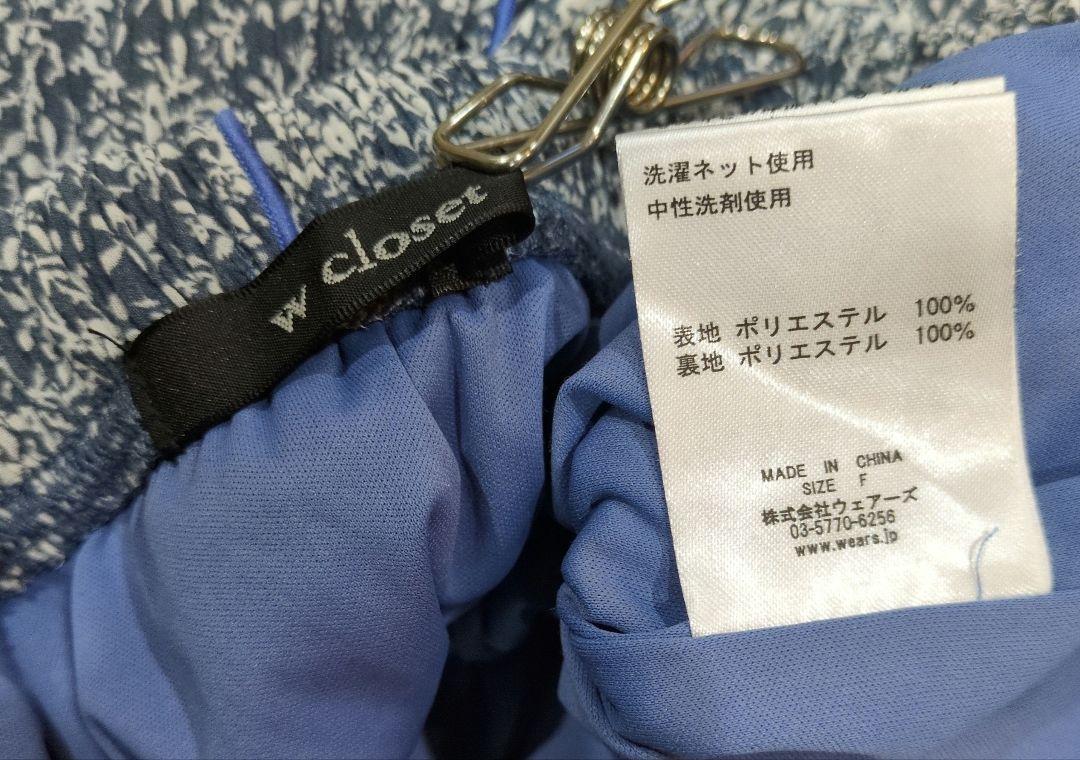 w closet
洗濯ネット使用
中性洗剤使用
表地 ポリエステル 100%
裏地 ポリエステル 100%
MADE IN CHINA
SIZE F
株式会社ウェアーズ
03-5770-6256
www.wears.jp